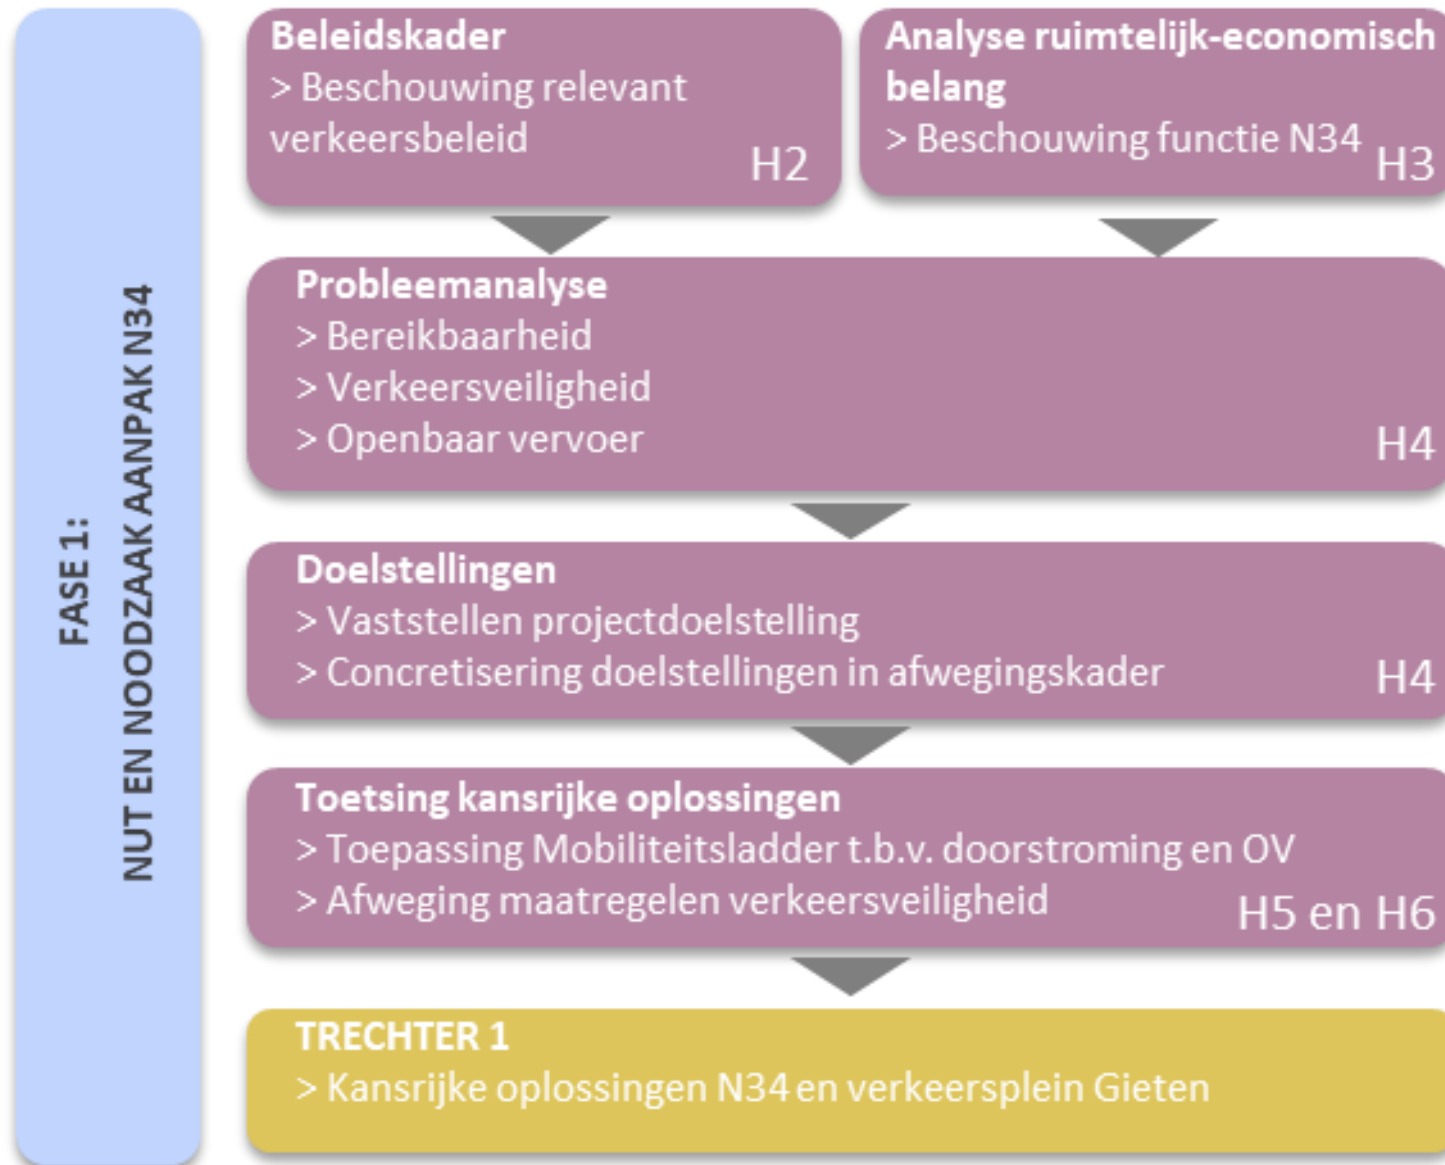 FASE 1:
NUT EN NOODZAAK AANPAK N34
Beleidskader
> Beschouwing relevant
verkeersbeleid
H2
Analyse ruimtelijk-economisch
belang
> Beschouwing functie N34
H3
Probleemanalyse
> Bereikbaarheid
> Verkeersveiligheid
> Openbaar vervoer
H4
Doelstellingen
> Vaststellen projectdoelstelling
> Concretisering doelstellingen in afwegingskader
H4
Toetsing kansrijke oplossingen
> Toepassing Mobiliteitsladder t.b.v. doorstroming en OV
> Afweging maatregelen verkeersveiligheid
H5 en H6
TRECHTER 1
> Kansrijke oplossingen N34 en verkeersplein Gieten